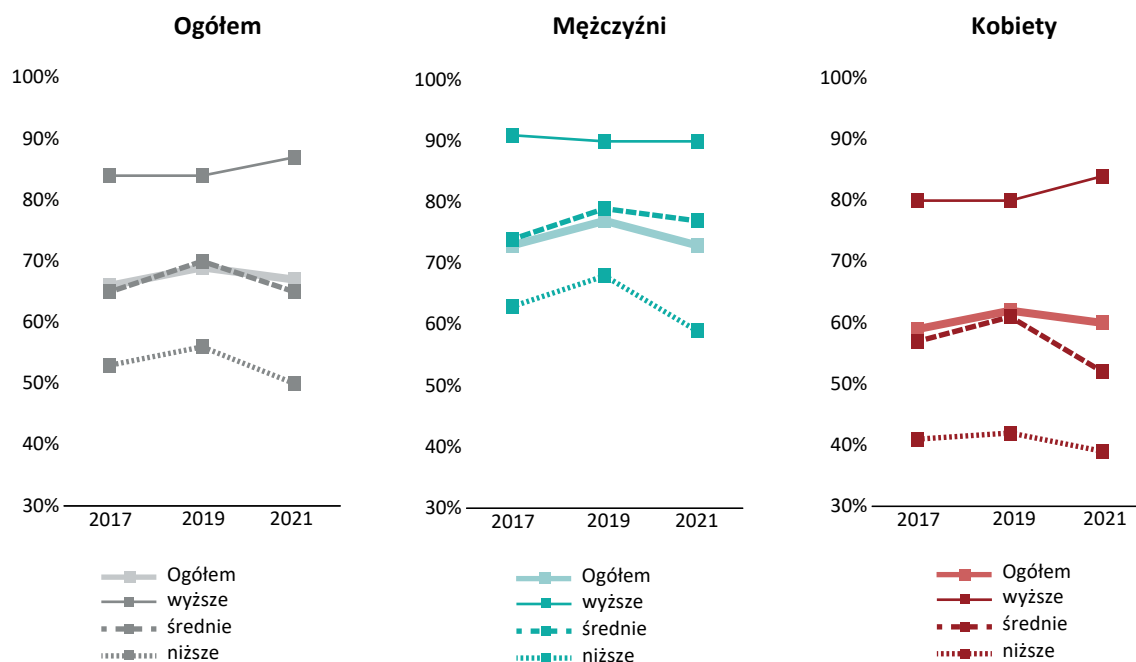 Ogółem
100%
90%
80%
70%
60%
50%
40%
30%
2017 2019 2021
Ogółem
wyższe
średnie
niższe
Mężczyźni
100%
90%
80%
70%
60%
50%
40%
30%
2017 2019 2021
Ogółem
wyższe
średnie
niższe
Kobiety
100%
90%
80%
70%
60%
50%
40%
30%
2017 2019 2021
Ogółem
wyższe
średnie
niższe